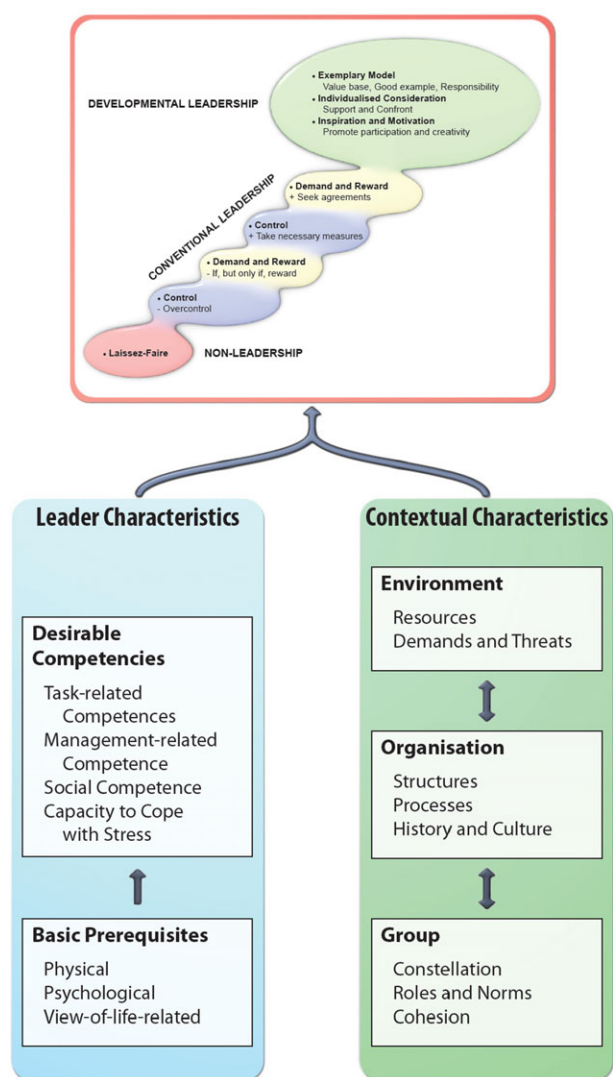 • Exemplary Model
Value base, Good example, Responsibility
• Individualised Consideration
Support and Confront
• Inspiration and Motivation
Promote participation and creativity
DEVELOPMENTAL LEADERSHIP
• Demand and Reward
+ Seek agreements
CONVENTIONAL LEADERSHIP
• Control
+ Take necessary measures
• Demand and Reward
- If, but only if, reward
• Control
- Overcontrol
• Laissez-Faire
NON-LEADERSHIP
Leader Characteristics
Desirable
Competencies
Task-related
Competences
Management-related
Competence
Social Competence
Capacity to Cope
with Stress
Basic Prerequisites
Physical
Psychological
View-of-life-related
Contextual Characteristics
Environment
Resources
Demands and Threats
Organisation
Structures
Processes
History and Culture
Group
Constellation
Roles and Norms
Cohesion